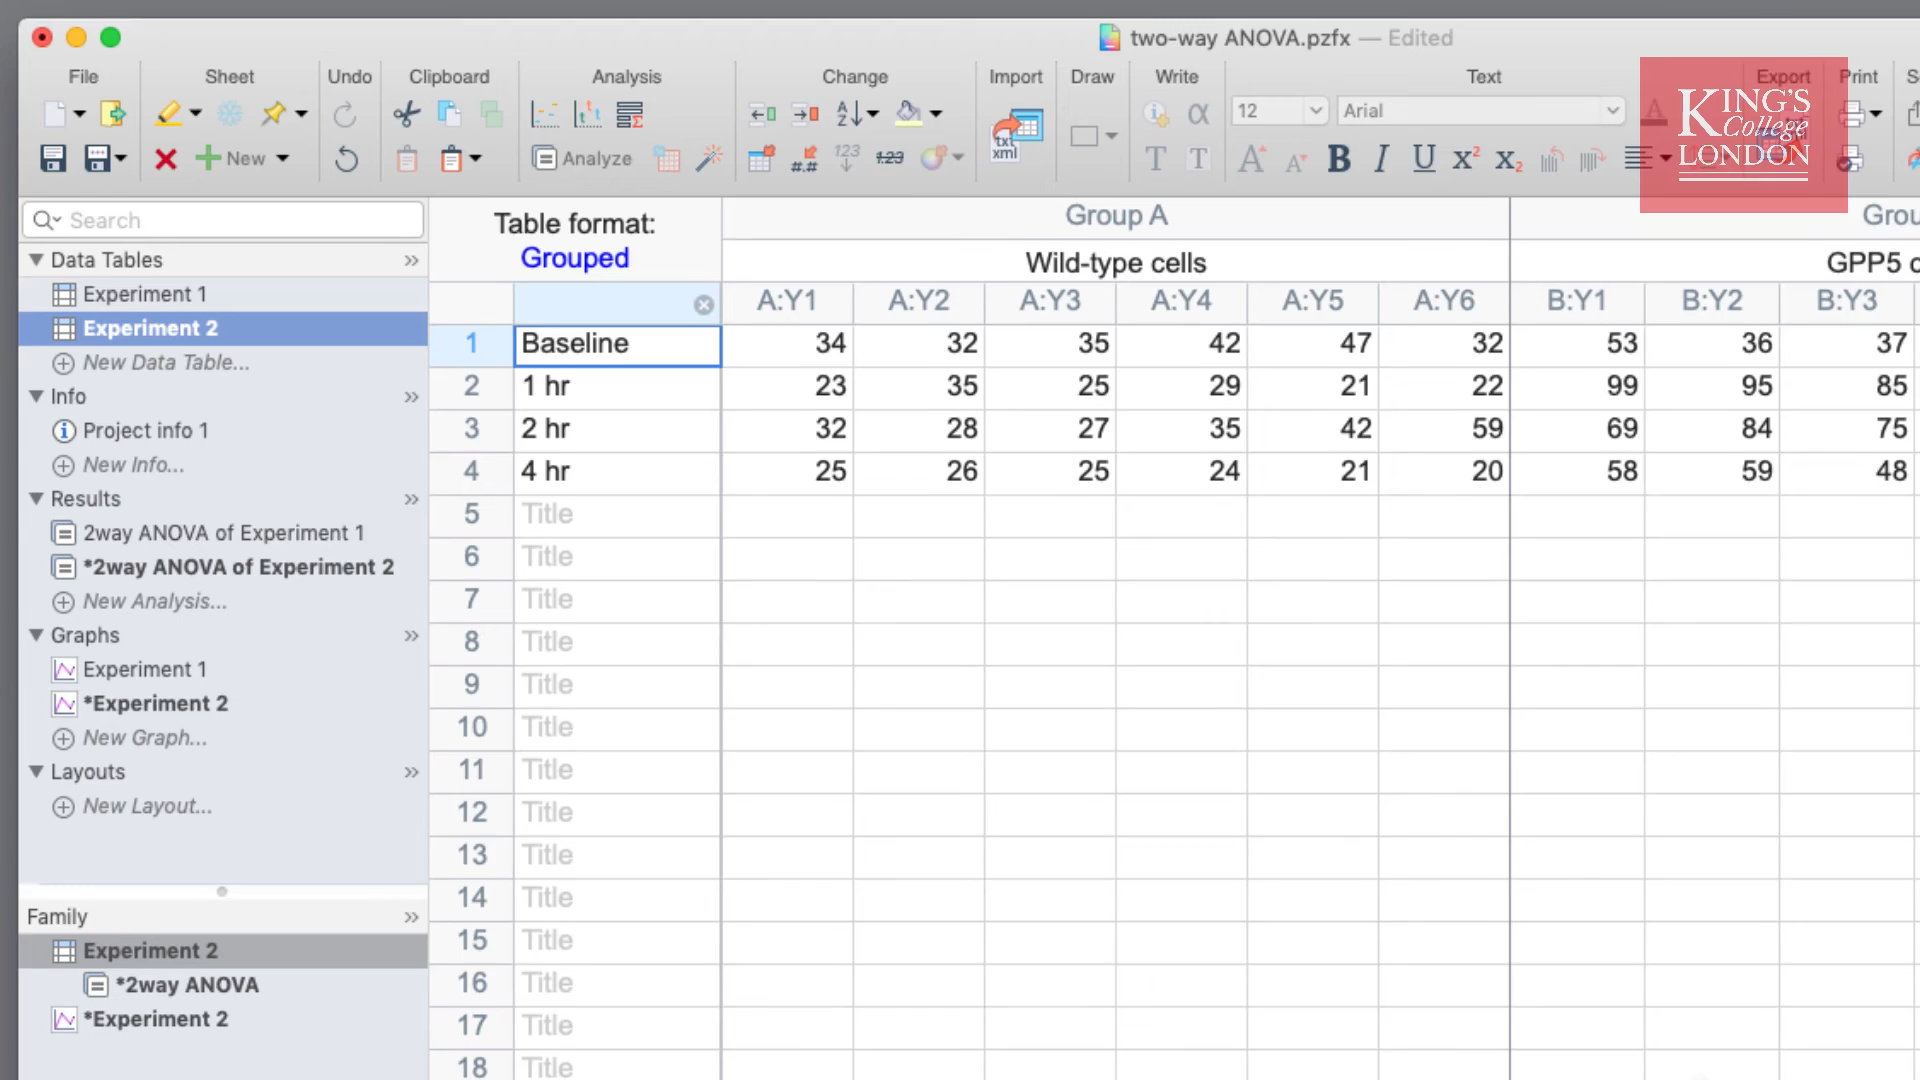 two-way ANOVA.pzfx — Edited
File Sheet Undo Clipboard Analysis Change Import Draw Write Text Export Print
12 Arial
New Analyze
txt
xml
KING'S
College
LONDON
Search
Data Tables
Experiment 1
Experiment 2
New Data Table...
Info
Project info 1
New Info...
Results
2way ANOVA of Experiment 1
*2way ANOVA of Experiment 2
New Analysis...
Graphs
Experiment 1
*Experiment 2
New Graph...
Layouts
New Layout...
Family
Experiment 2
*2way ANOVA
*Experiment 2
Table format:
Grouped
Group A
Wild-type cells GPP5
A:Y1 A:Y2 A:Y3 A:Y4 A:Y5 A:Y6 B:Y1 B:Y2 B:Y3
1 Baseline 34 32 35 42 47 32 53 36 37
2 1 hr 23 35 25 29 21 22 99 95 85
3 2 hr 32 28 27 35 42 59 69 84 75
4 4 hr 25 26 25 24 21 20 58 59 48
5 Title
6 Title
7 Title
8 Title
9 Title
10 Title
11 Title
12 Title
13 Title
14 Title
15 Title
16 Title
17 Title
18 Title